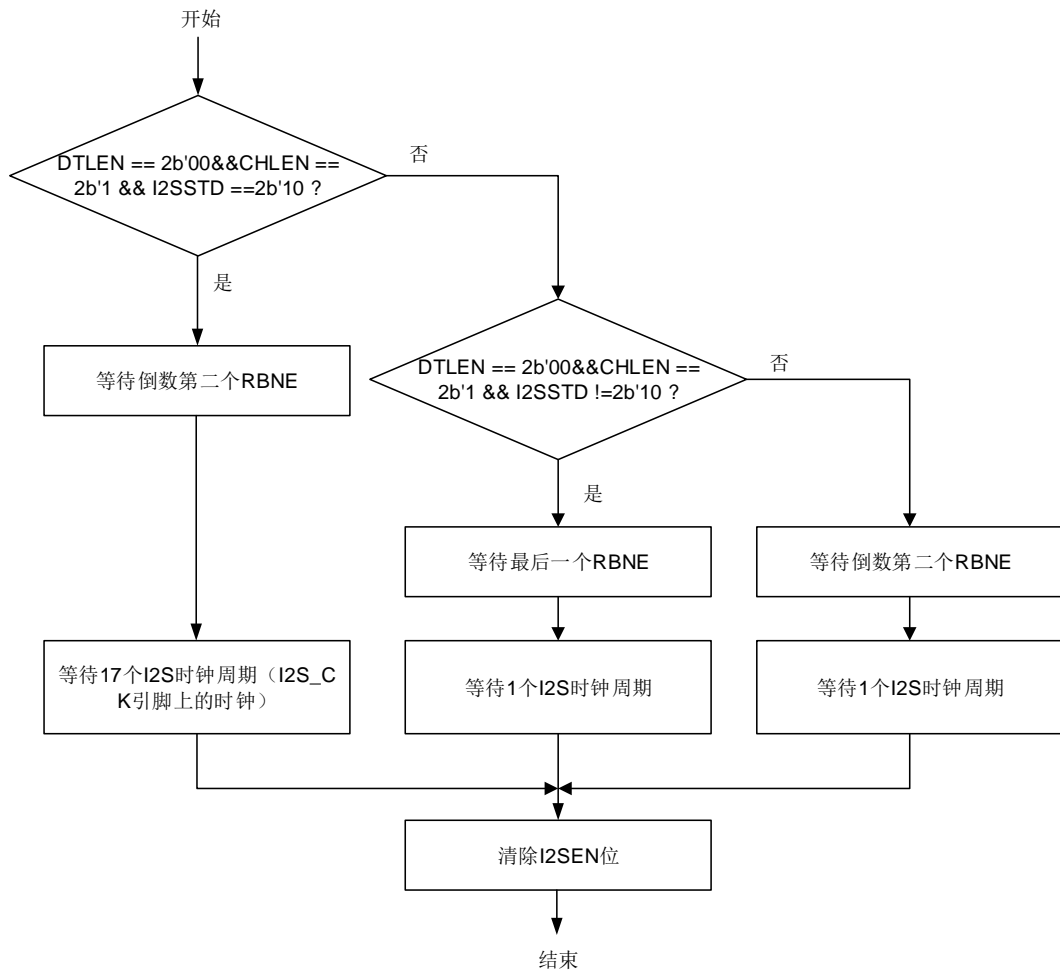 开始
DTLEN == 2b'00&&CHLEN ==
2b'1 && I2SSTD ==2b'10 ?
否
是
等待倒数第二个RBNE
DTLEN == 2b'00&&CHLEN ==
2b'1 && I2SSTD !=2b'10 ?
否
是
等待最后一个RBNE
等待倒数第二个RBNE
等待17个I2S时钟周期（I2S_C
K引脚上的时钟）
等待1个I2S时钟周期
等待1个I2S时钟周期
清除I2SEN位
结束